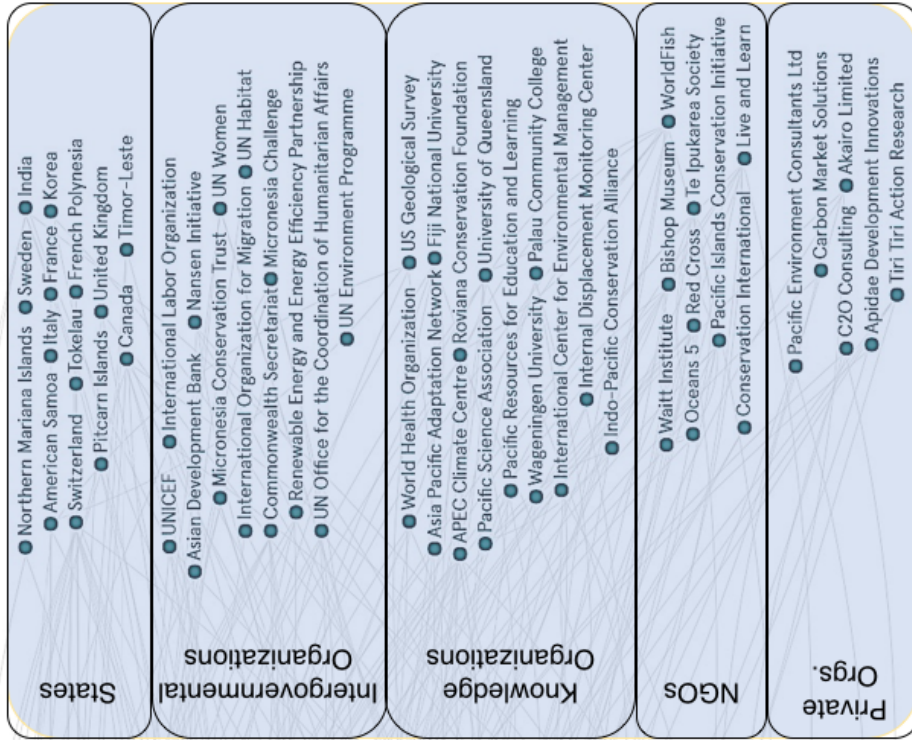 States
Northern Mariana Islands Sweden India
American Samoa Italy France Korea
Switzerland Tokelau French Polynesia
Pitcarn Islands United Kingdom
Canada Timor-Leste
Intergovernmental
Organizations
UNICEF International Labor Organization
Asian Development Bank Nansen Initiative
Micronesia Conservation Trust UN Women
International Organization for Migration UN Habitat
Commonwealth Secretariat Micronesia Challenge
Renewable Energy and Energy Efficiency Partnership
UN Office for the Coordination of Humanitarian Affairs
UN Environment Programme
Knowledge
Organizations
World Health Organization US Geological Survey
Asia Pacific Adaptation Network Fiji National University
APEC Climate Centre Roviana Conservation Foundation
Pacific Science Association University of Queensland
Pacific Resources for Education and Learning
Wageningen University Palau Community College
International Center for Environmental Management
Internal Displacement Monitoring Center
Indo-Pacific Conservation Alliance
NGOs
Waitt Institute Bishop Museum WorldFish
Oceans 5 Red Cross Te Ipukarea Society
Pacific Islands Conservation Initiative
Conservation International Live and Learn
Private
Orgs.
Pacific Environment Consultants Ltd
Carbon Market Solutions
C2O Consulting Akairo Limited
Apidae Development Innovations
Tiri Tiri Action Research